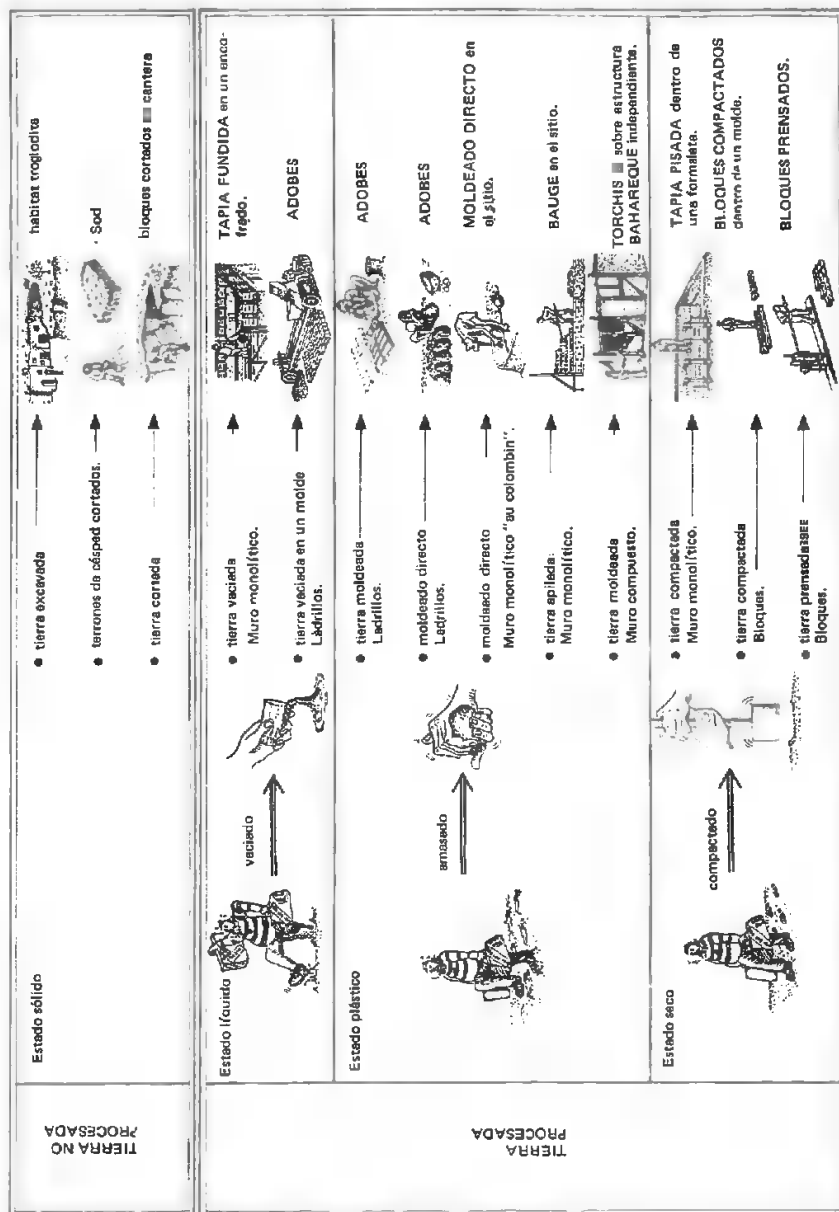 TIERRA NO
PROCESADA
Estado sólido
● tierra excavada
habitat troglodita
● terrones de césped cortados.
Sod
● tierra cortada
bloques cortados cantera
TIERRA
PROCESADA
Estado líquido
vaciado
● tierra vaciada
Muro monolítico.
TAPIA FUNDIDA en un enco-
frado.
● tierra vaciada en un molde
Ladrillos.
ADOBES
Estado plástico
amasado
● tierra moldeada
Ladrillos.
ADOBES
● moldeado directo
Ladrillos.
ADOBES
● moldeado directo
Muro monolítico "au colombin".
MOLDEADO DIRECTO en
el sitio.
● tierra apilada
Muro monolítico.
BAUGE en el sitio.
● tierra moldeada
Muro compuesto.
TORCHIS sobre estructura
BAHAREQUE independiente.
Estado seco
compactado
● tierra compactada
Muro monolítico.
TAPIA PISADA dentro de
una formaleta.
● tierra compactada
Bloques.
BLOQUES COMPACTADOS
dentro de un molde.
● tierra prensada
Bloques.
BLOQUES PRENSADOS.